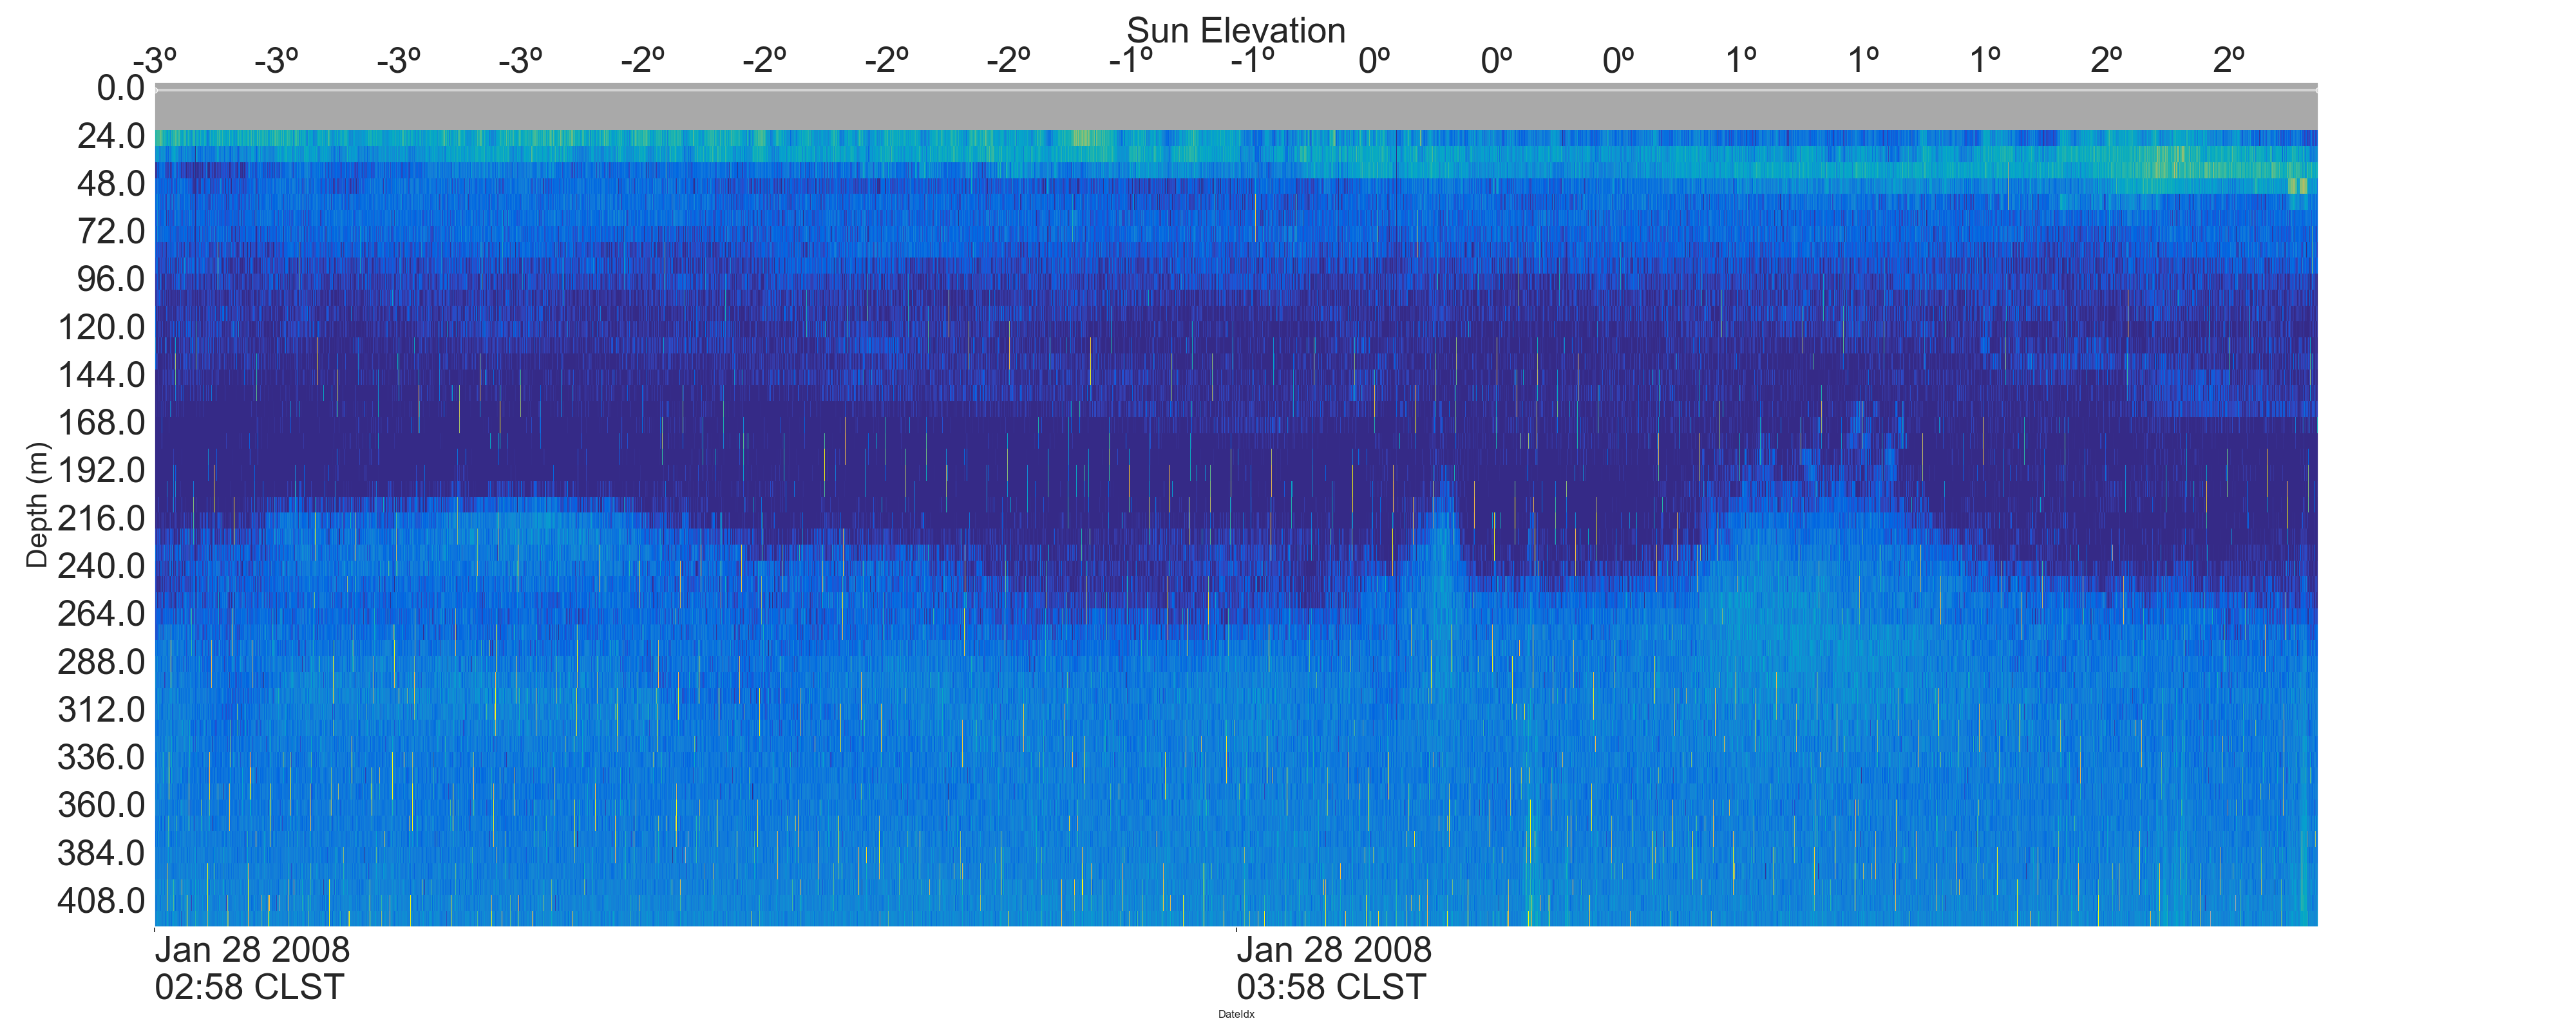 Sun Elevation
-3º -3º -3º -3º -2º -2º -2º -2º -1º -1º 0º 0º 0º 1º 1º 1º 2º 2º
0.0
24.0
48.0
72.0
96.0
120.0
144.0
168.0
192.0
216.0
240.0
264.0
288.0
312.0
336.0
360.0
384.0
408.0
Depth (m)
Jan 28 2008
02:58 CLST
Jan 28 2008
03:58 CLST
DateIdx